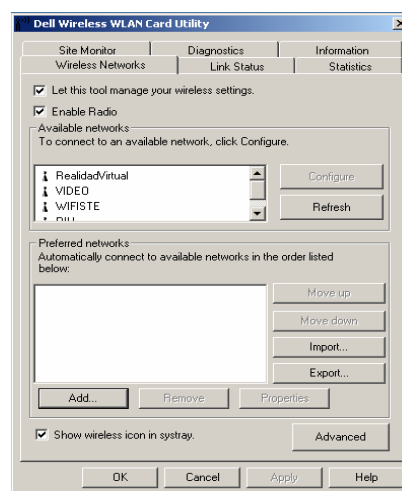 Dell Wireless WLAN Card Utility
Site Monitor Diagnostics Information
Wireless Networks Link Status Statistics
Let this tool manage your wireless settings.
Enable Radio
Available networks
To connect to an available network, click Configure.
RealidadVirtual
VIDEO
WIFISTE
Configure
Refresh
Preferred networks
Automatically connect to available networks in the order listed
below:
Move up
Move down
Import...
Export...
Add... Remove Properties
Show wireless icon in systray.
Advanced
OK Cancel Apply Help